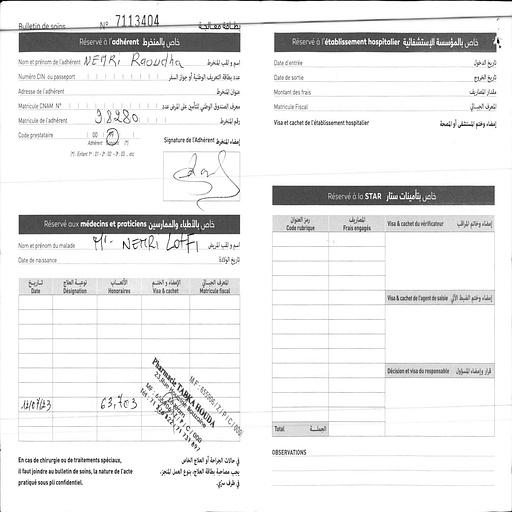 Bulletin de soins N° 7113404 بطاقة معالجة
Réservé à l'adhérent خاص بالمنخرط
Nom et prénom de l'adhérent NEMRI Raoudha اسم و لقب المنخرط
Numéro CIN ou passeport عدد بطاقة التعريف الوطنية أو جواز السفر
Adresse de l'adhérent عنوان المنخرط
Matricule CNAM N° معرف الصندوق الوطني للتأمين على المرض عدد
Matricule de l'adhérent 98280 رقم المنخرط
Code prestataire 00
Adhérent (*)
(*) : Enfant 1er : 01 - 2e : 02 - 3e : 03 ... etc
Signature de l'Adhérent إمضاء المنخرط
Réservé aux médecins et praticiens خاص بالأطباء والممارسين
Nom et prénom du malade Mr. NEMRI LOTFI اسم و لقب المريض
Date de naissance تاريخ الولادة
تاريخ نوعية العلاج الأتعاب الإمضاء و الختم المعرف الجبائي
Date Désignation Honoraires Visa & cachet Matricule fiscal
12/07/23 63,703
Pharmacie TABKA HOUDA
En cas de chirurgie ou de traitements spéciaux,
il faut joindre au bulletin de soins, la nature de l'acte
pratiqué sous pli confidentiel.
في حالات الجراحة أو العلاج الخاص
يجب مصاحبة بطاقة العلاج، بنوع العمل المنجز،
في ظرف سري.
Réservé à l'établissement hospitalier خاص بالمؤسسة الإستشفائية
Date d'entrée تاريخ الدخول
Date de sortie تاريخ الخروج
Montant des frais مقدار المصاريف
Matricule Fiscal المعرف الجبائي
Visa et cachet de l'établissement hospitalier إمضاء وختم المستشفى أو المصحة
Réservé à la STAR خاص بتأمينات ستار
رمز العنوان المصاريف
Code rubrique Frais engagés
Visa & cachet du vérificateur إمضاء وخاتم المراقب
Visa & cachet de l'agent de saisie إمضاء وختم الضبط الآلي
Décision et visa du responsable قرار وإمضاء المسؤول
Total الجملة
OBSERVATIONS